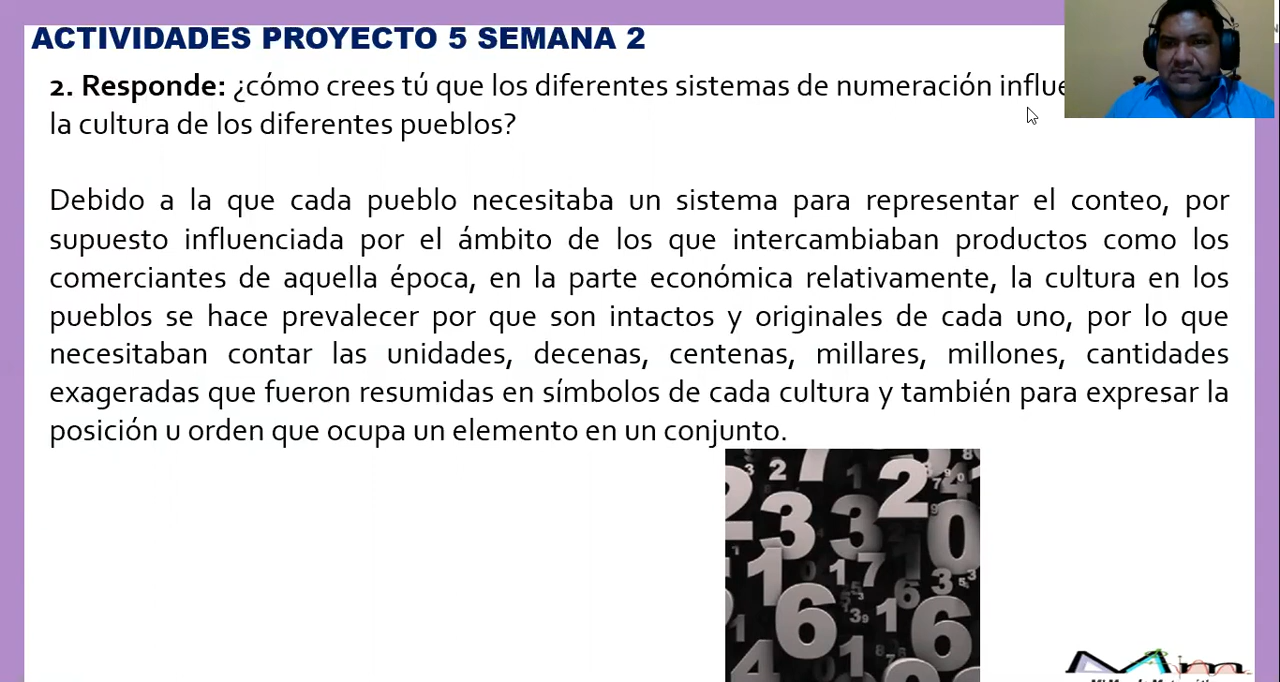 ACTIVIDADES PROYECTO 5 SEMANA 2
2. Responde: ¿cómo crees tú que los diferentes sistemas de numeración
la cultura de los diferentes pueblos?
Debido a la que cada pueblo necesitaba un sistema para representar el conteo, por
supuesto influenciada por el ámbito de los que intercambiaban productos como los
comerciantes de aquella época, en la parte económica relativamente, la cultura en los
pueblos se hace prevalecer por que son intactos y originales de cada uno, por lo que
necesitaban contar las unidades, decenas, centenas, millares, millones, cantidades
exageradas que fueron resumidas en símbolos de cada cultura y también para expresar la
posición u orden que ocupa un elemento en un conjunto.